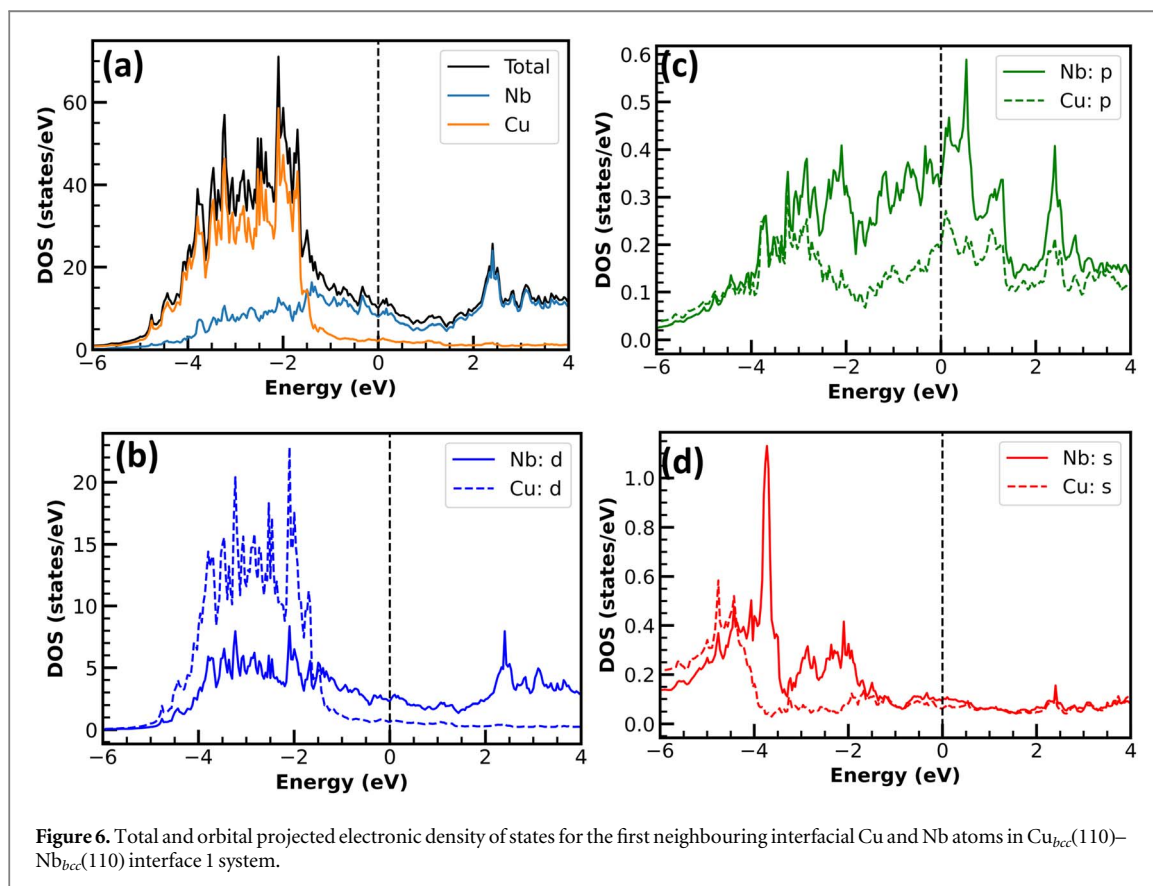 (a)
Total
Nb
Cu
DOS (states/eV)
60
40
20
0
−6 −4 −2 0 2 4
Energy (eV)
(c)
Nb: p
Cu: p
DOS (states/eV)
0.6
0.5
0.4
0.3
0.2
0.1
0.0
−6 −4 −2 0 2 4
Energy (eV)
(b)
Nb: d
Cu: d
DOS (states/eV)
20
15
10
5
0
−6 −4 −2 0 2 4
Energy (eV)
(d)
Nb: s
Cu: s
DOS (states/eV)
1.0
0.8
0.6
0.4
0.2
0.0
−6 −4 −2 0 2 4
Energy (eV)
Figure 6. Total and orbital projected electronic density of states for the first neighbouring interfacial Cu and Nb atoms in Cubcc(110)–
Nbbcc(110) interface 1 system.